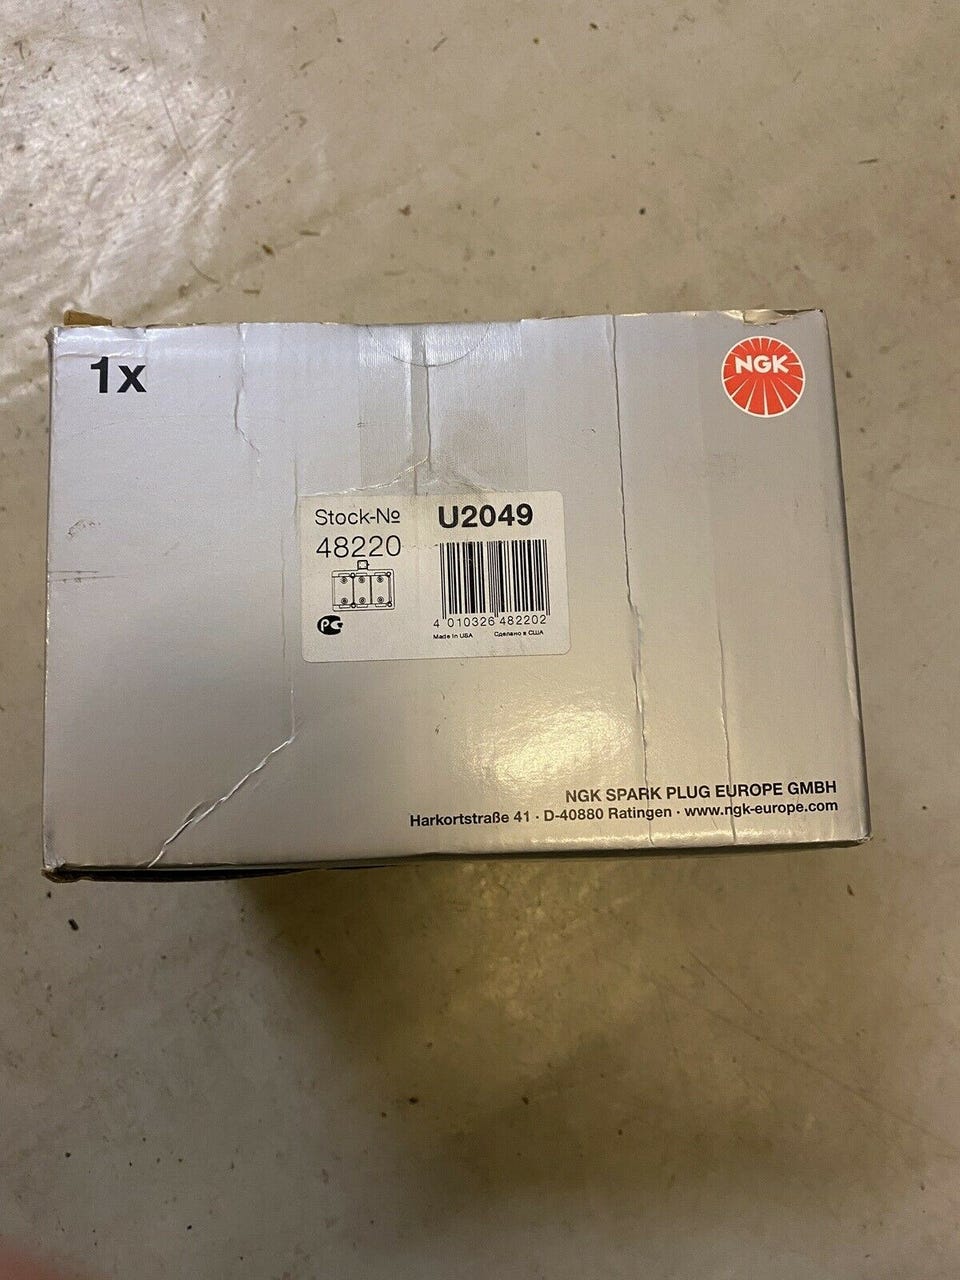 1x
NGK
Stock-№ U2049
48220
PG
4 010326 482202
Made in USA Сделано в США
NGK SPARK PLUG EUROPE GMBH
Harkortstraße 41 · D-40880 Ratingen · www.ngk-europe.com